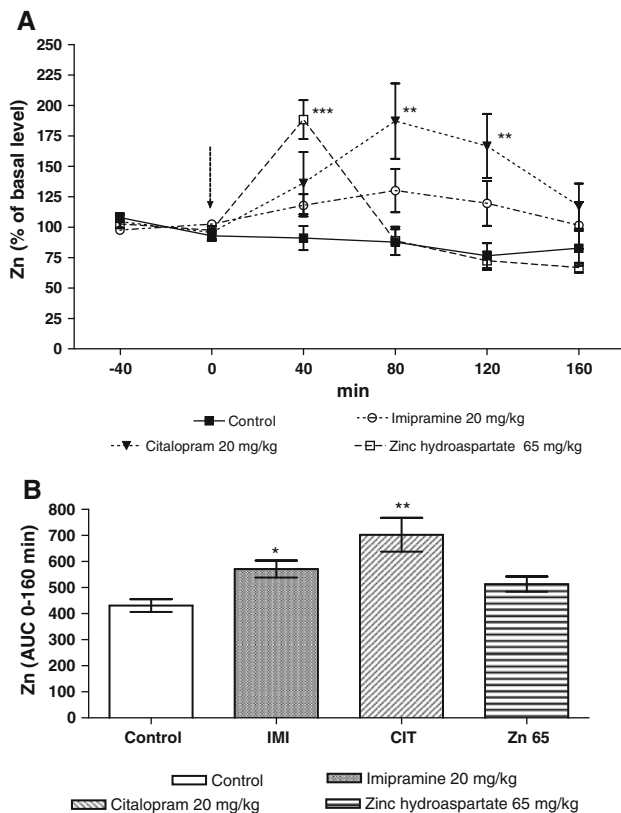 A
Zn (% of basal level)
250
225
200
175
150
125
100
75
50
25
0
***
**
**
-40 0 40 80 120 160
min
Control
Imipramine 20 mg/kg
Citalopram 20 mg/kg
Zinc hydroaspartate 65 mg/kg
B
Zn (AUC 0-160 min)
800
700
600
500
400
300
200
100
0
*
**
Control IMI CIT Zn 65
Control
Imipramine 20 mg/kg
Citalopram 20 mg/kg
Zinc hydroaspartate 65 mg/kg